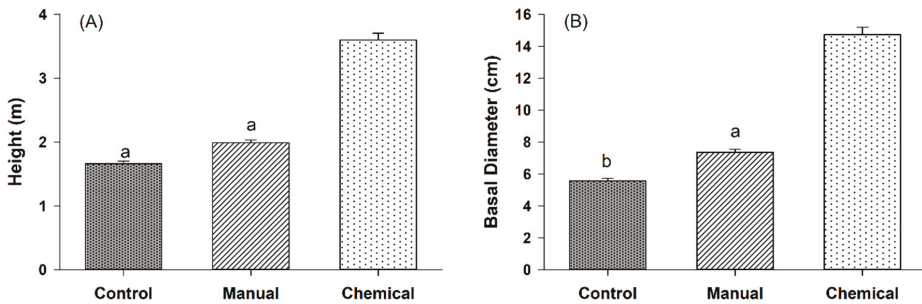 (A)
Height (m)
4
3
2
1
0
a
a
Control Manual Chemical
(B)
Basal Diameter (cm)
16
14
12
10
8
6
4
2
0
b
a
Control Manual Chemical